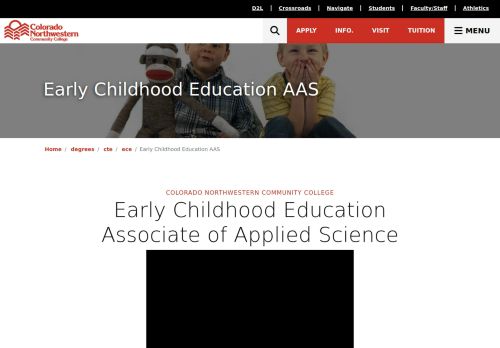 D2L | Crossroads | Navigate | Students | Faculty/Staff | Athletics
Colorado
Northwestern
Community College
APPLY INFO. VISIT TUITION MENU
Early Childhood Education AAS
Home / degrees / cte / ece / Early Childhood Education AAS
COLORADO NORTHWESTERN COMMUNITY COLLEGE
Early Childhood Education
Associate of Applied Science